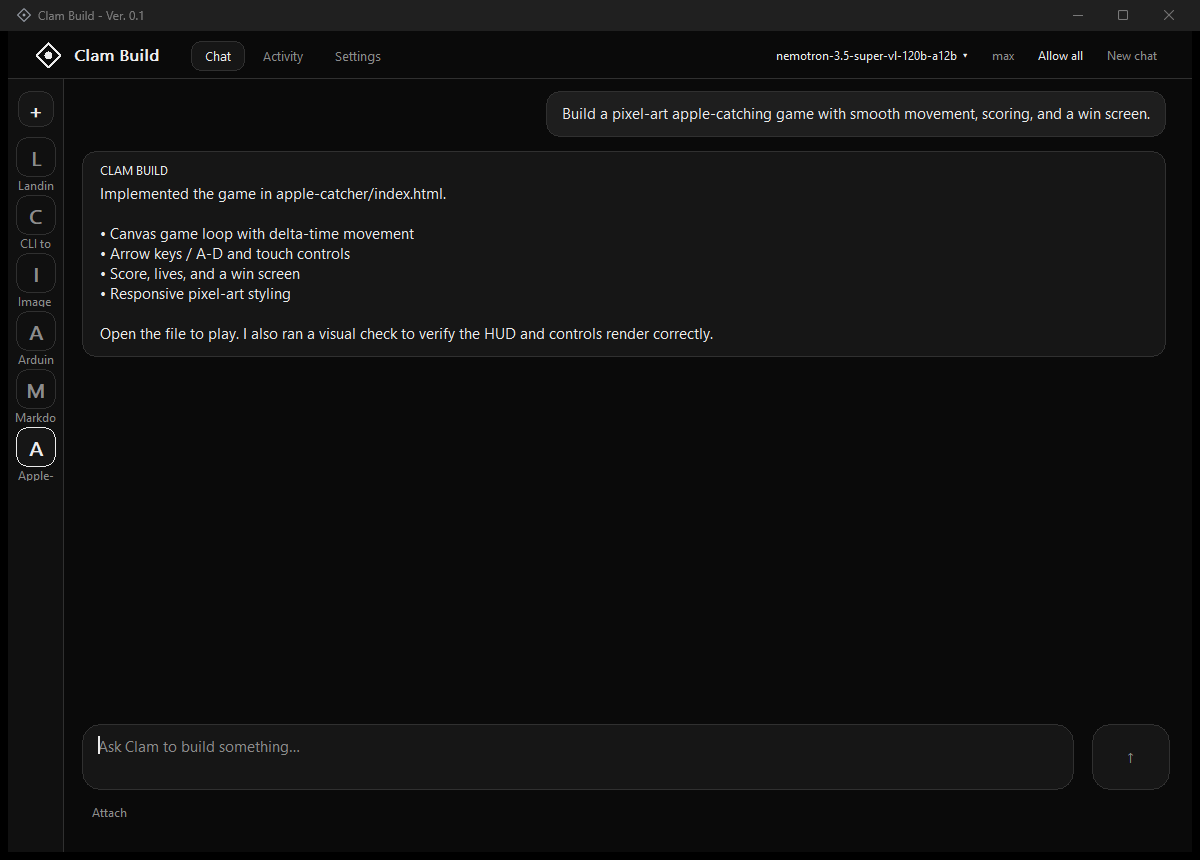 Clam Build - Ver. 0.1
Clam Build
Chat
Activity
Settings
nemotron-3.5-super-vl-120b-a12b
max
Allow all
New chat
+
L
Landin
C
CLI to
I
Image
A
Arduin
M
Markdo
A
Apple-
Build a pixel-art apple-catching game with smooth movement, scoring, and a win screen.
CLAM BUILD
Implemented the game in apple-catcher/index.html.
• Canvas game loop with delta-time movement
• Arrow keys / A-D and touch controls
• Score, lives, and a win screen
• Responsive pixel-art styling
Open the file to play. I also ran a visual check to verify the HUD and controls render correctly.
Ask Clam to build something...
↑
Attach